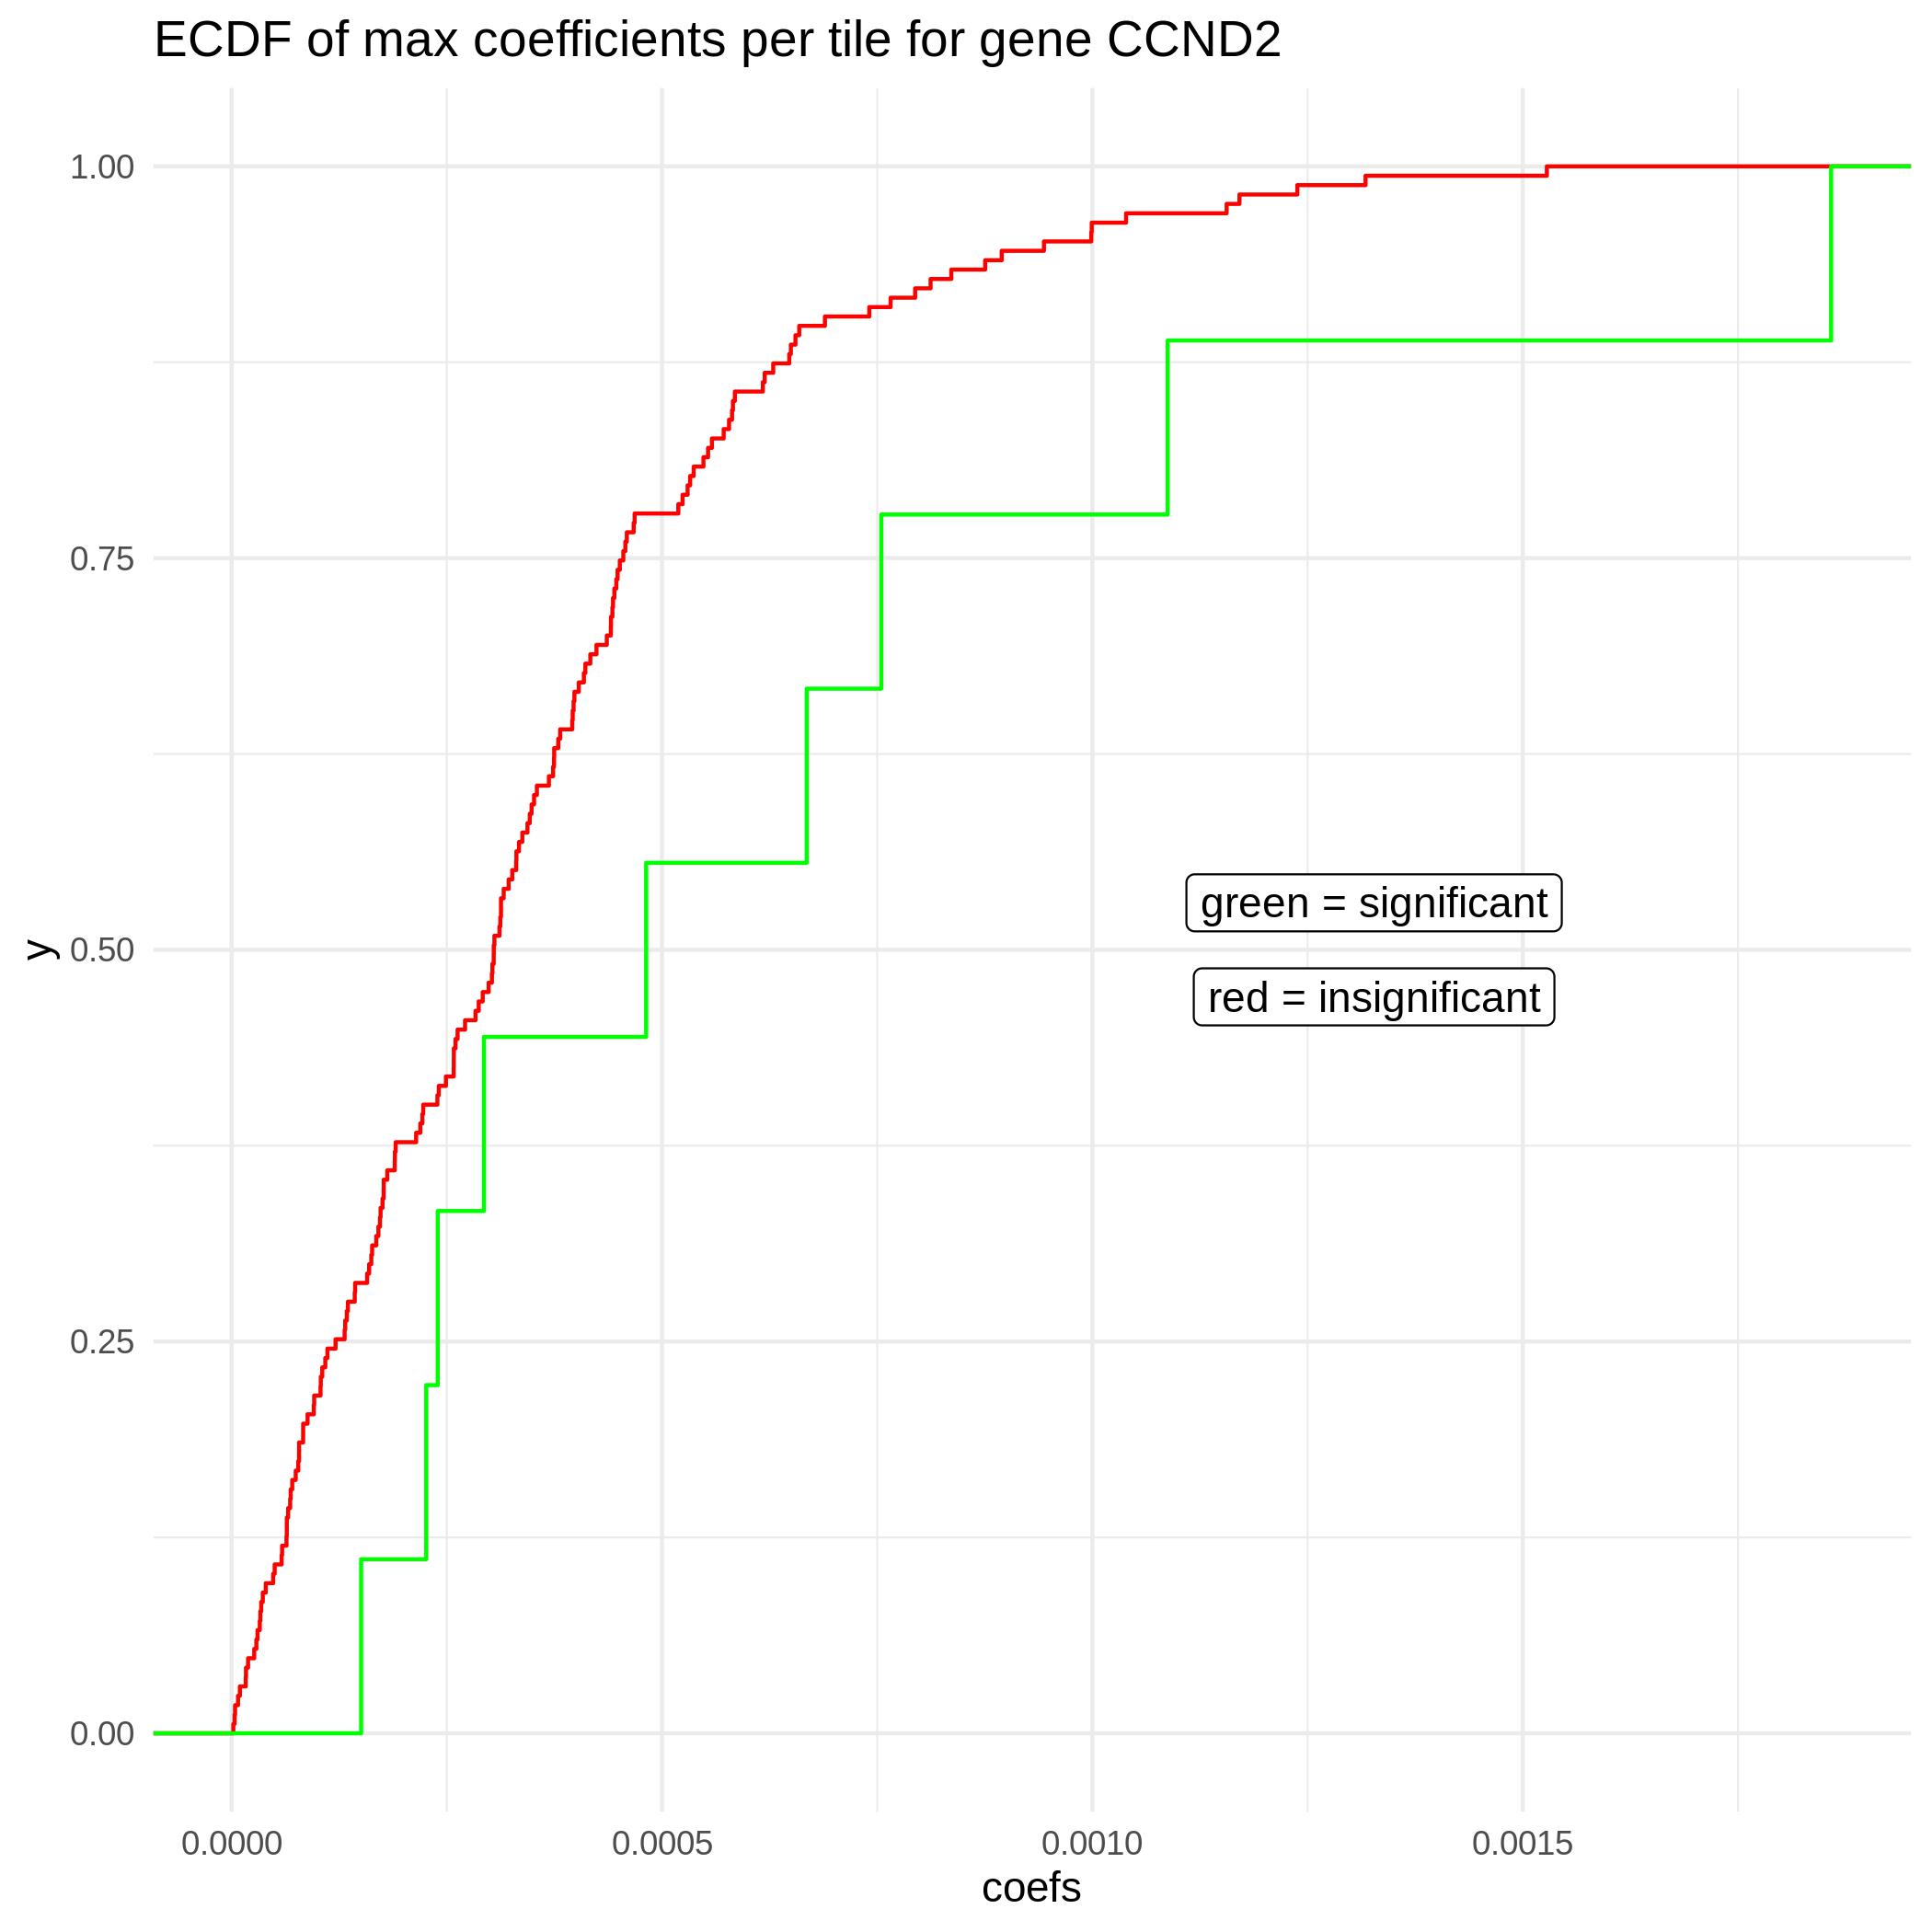 ECDF of max coefficients per tile for gene CCND2
1.00
0.75
0.50
0.25
0.00
y
green = significant
red = insignificant
0.0000 0.0005 0.0010 0.0015
coefs